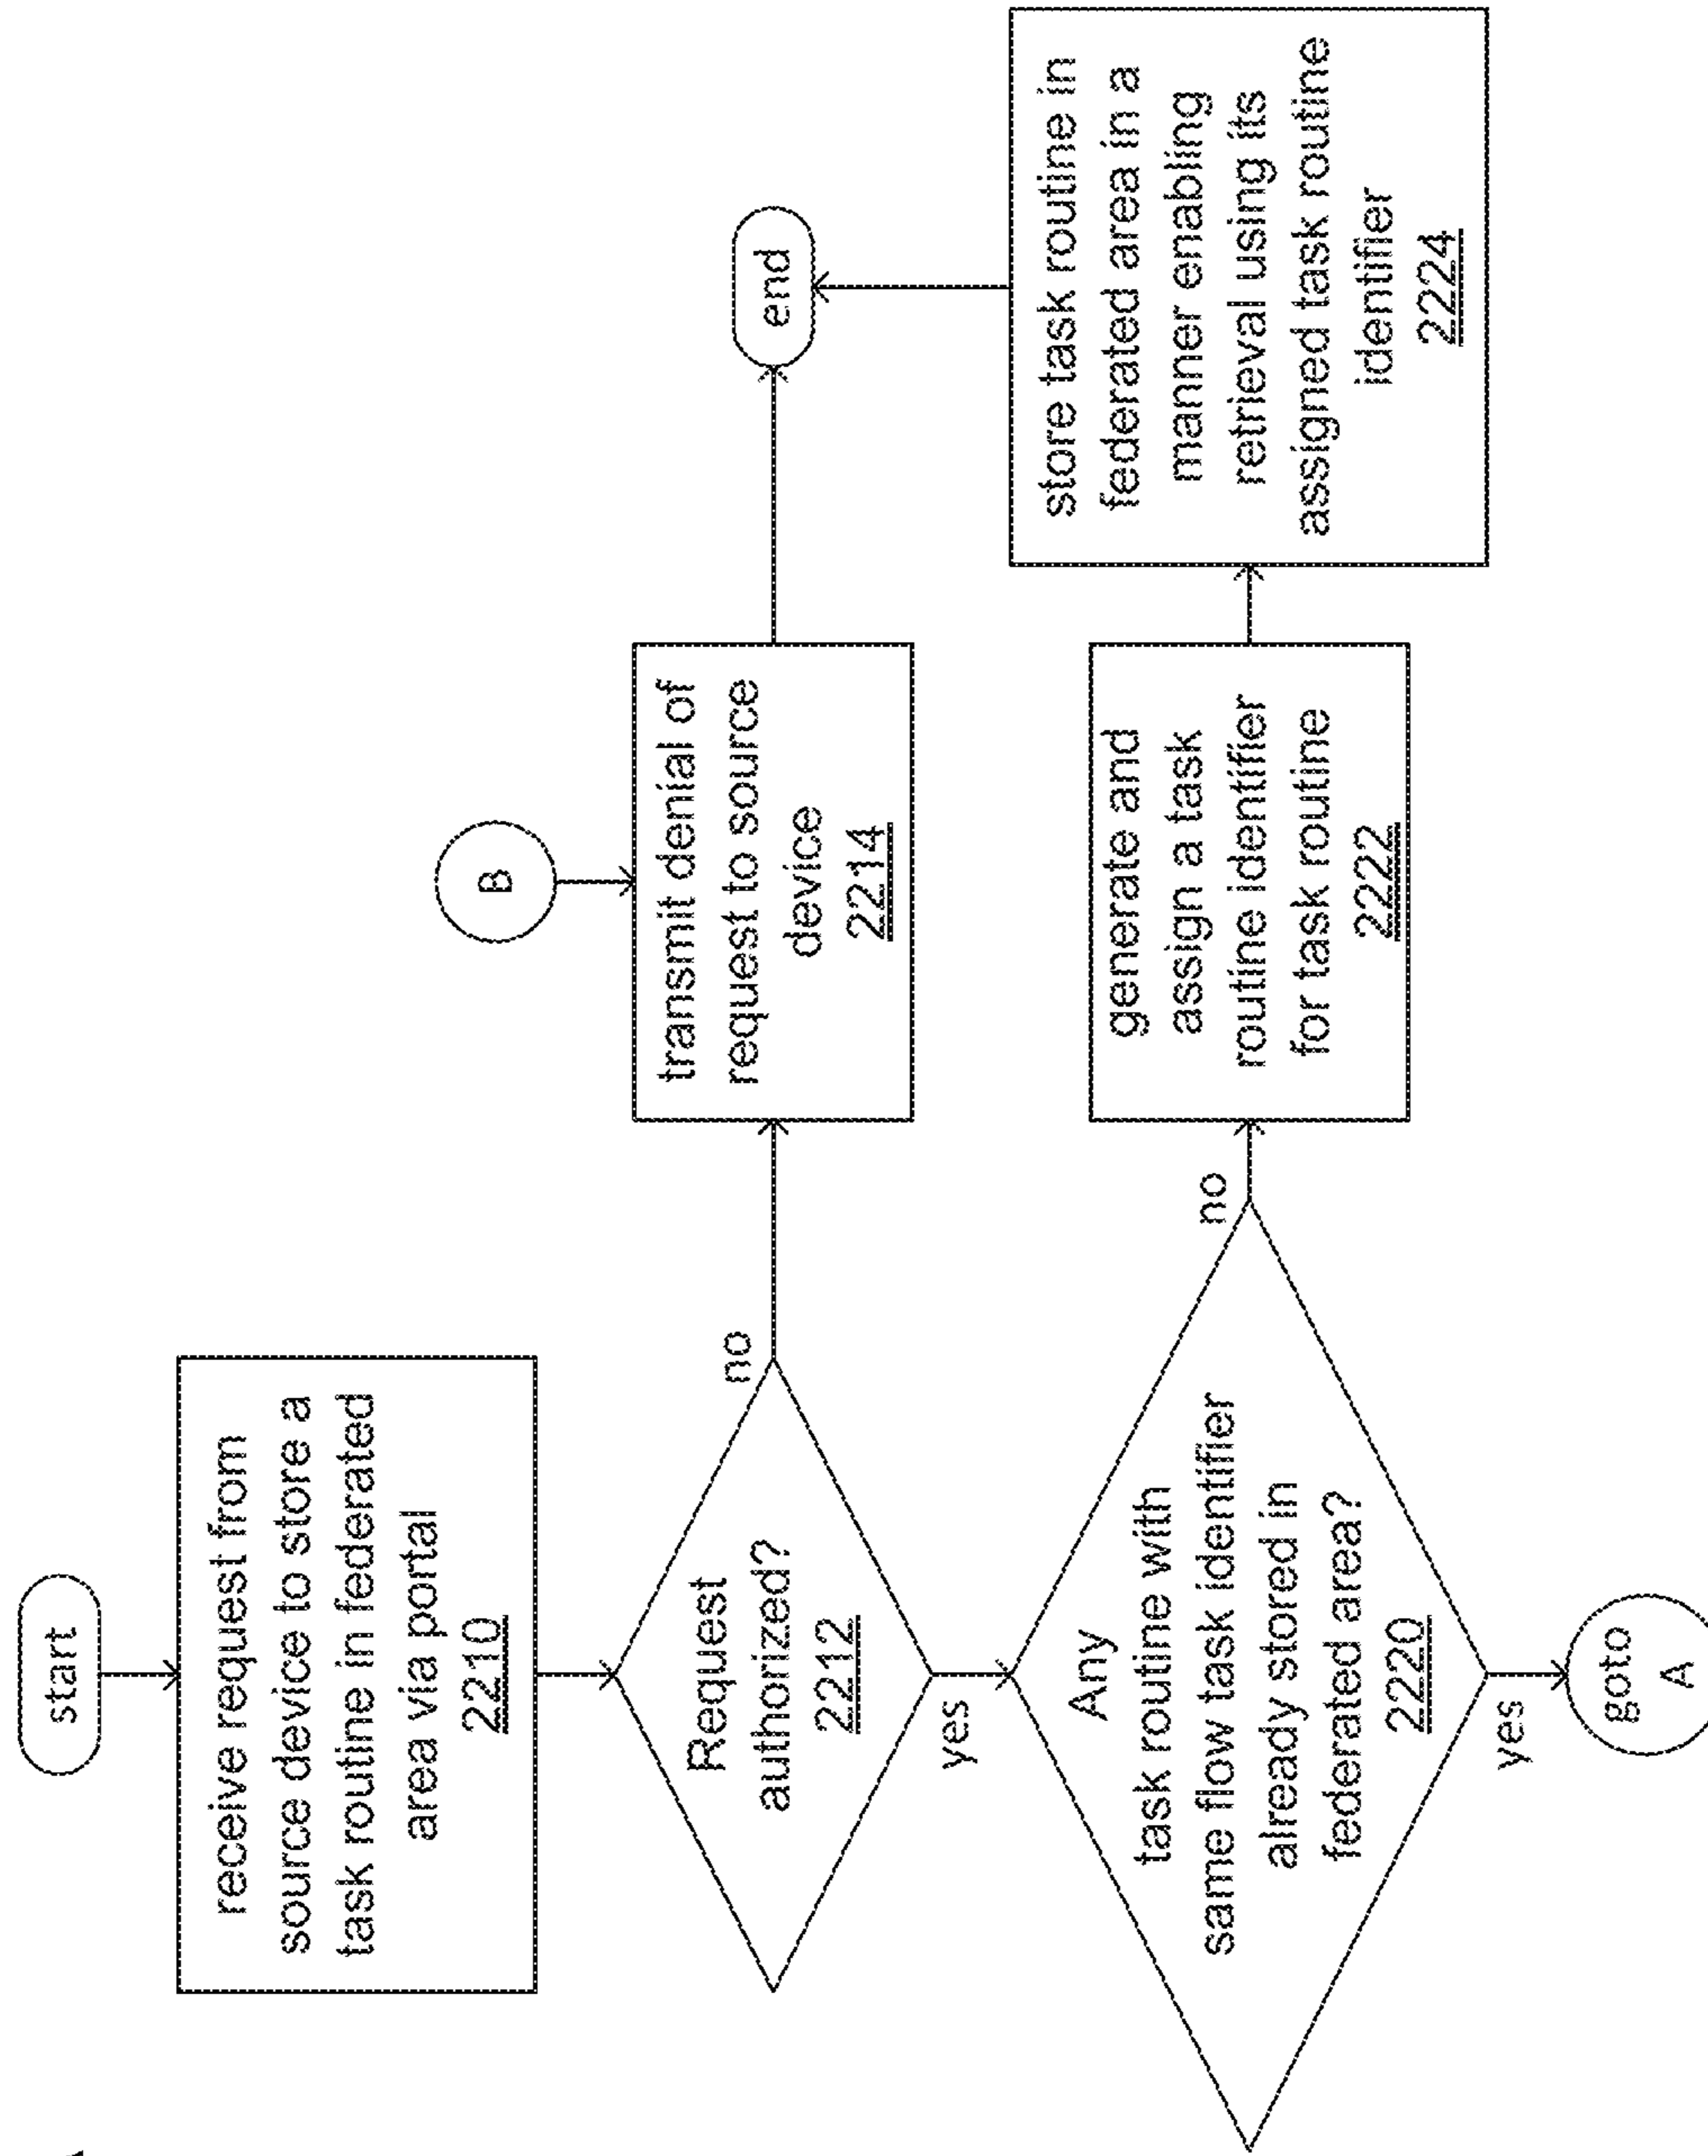 start
receive request from
source device to store a
task routine in federated
area via portal
2210
Request
authorized?
2212
no
yes
B
transmit denial of
request to source
device
2214
end
Any
task routine with
same flow task identifier
already stored in
federated area?
2220
no
yes
generate and
assign a task
routine identifier
for task routine
2222
store task routine in
federated area in a
manner enabling
retrieval using its
assigned task routine
identifier
2224
goto
A